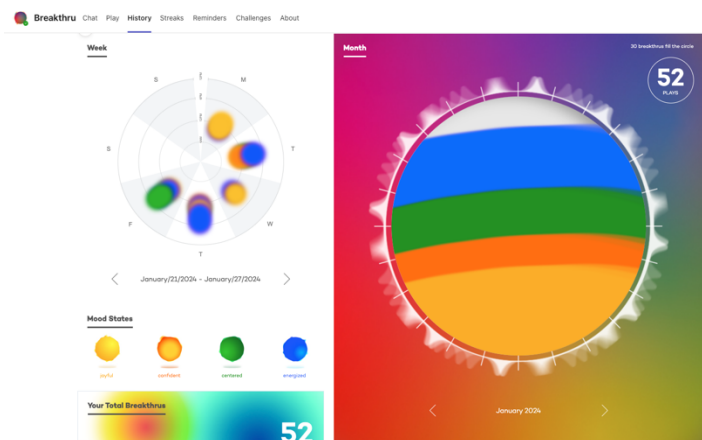 Breakthru Chat Play History Streaks Reminders Challenges About
Week
S M
S T
F W
T
January/21/2024 - January/27/2024
Mood States
joyful confident centered energized
Your Total Breakthrus
52
Month
30 breakthrus fill the circle
52
PLAYS
January 2024